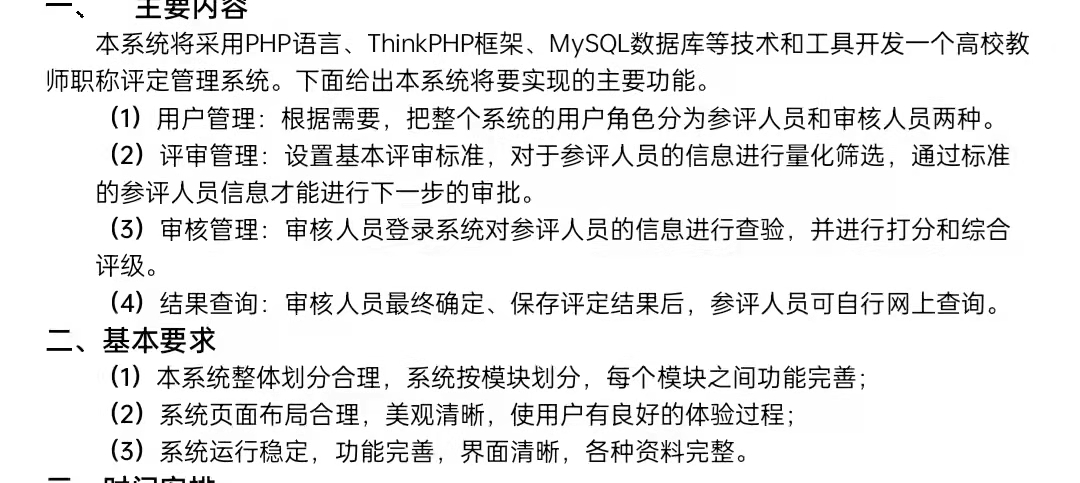 一、 主要内容
本系统将采用PHP语言、ThinkPHP框架、MySQL数据库等技术和工具开发一个高校教
师职称评定管理系统。下面给出本系统将要实现的主要功能。
（1）用户管理：根据需要，把整个系统的用户角色分为参评人员和审核人员两种。
（2）评审管理：设置基本评审标准，对于参评人员的信息进行量化筛选，通过标准
的参评人员信息才能进行下一步的审批。
（3）审核管理：审核人员登录系统对参评人员的信息进行查验，并进行打分和综合
评级。
（4）结果查询：审核人员最终确定、保存评定结果后，参评人员可自行网上查询。
二、基本要求
（1）本系统整体划分合理，系统按模块划分，每个模块之间功能完善；
（2）系统页面布局合理，美观清晰，使用户有良好的体验过程；
（3）系统运行稳定，功能完善，界面清晰，各种资料完整。
三、时间安排